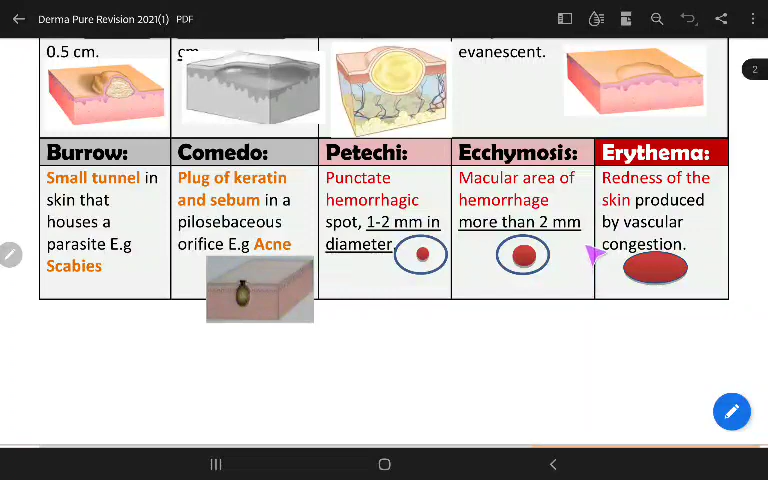 Derma Pure Revision 2021(1) PDF
2
0.5 cm.
cm
evanescent.
Burrow:
Small tunnel in
skin that
houses a
parasite E.g
Scabies
Comedo:
Plug of keratin
and sebum in a
pilosebaceous
orifice E.g Acne
Petechi:
Punctate
hemorrhagic
spot, 1-2 mm in
diameter.
Ecchymosis:
Macular area of
hemorrhage
more than 2 mm
Erythema:
Redness of the
skin produced
by vascular
congestion.